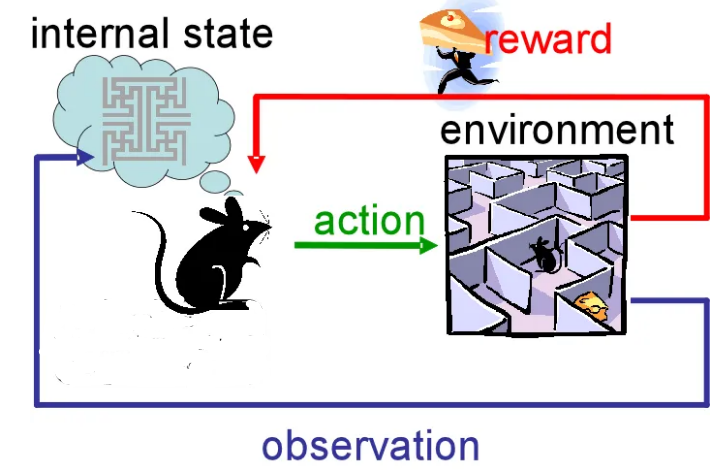 internal state
reward
environment
action
observation